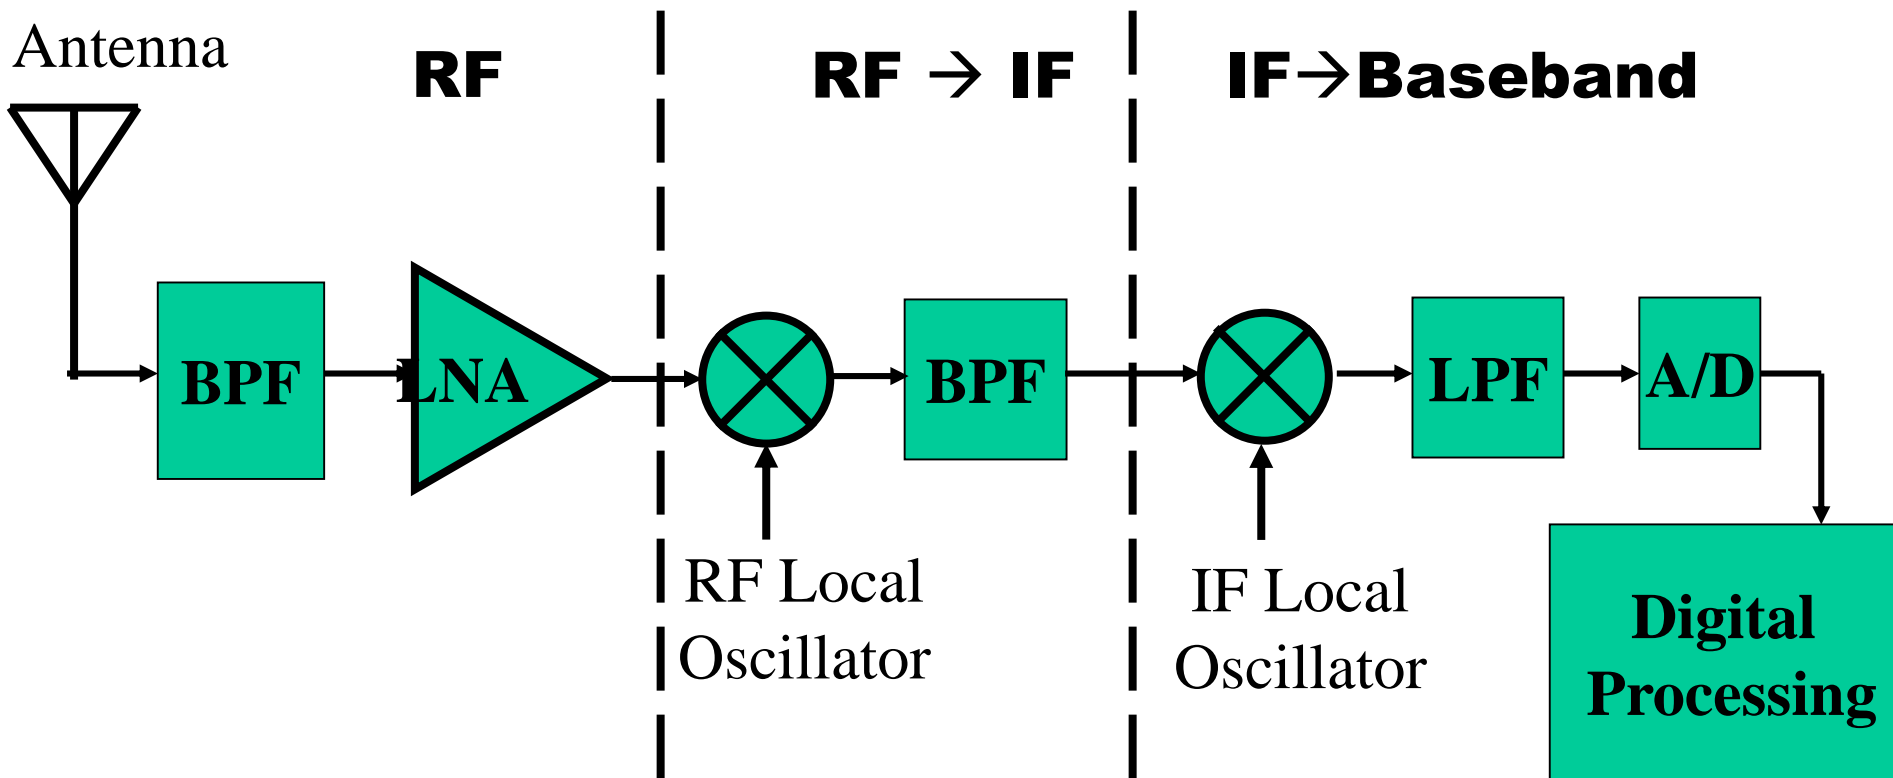 Antenna
RF
RF → IF
IF→Baseband
BPF
LNA
BPF
LPF
A/D
RF Local
Oscillator
IF Local
Oscillator
Digital
Processing